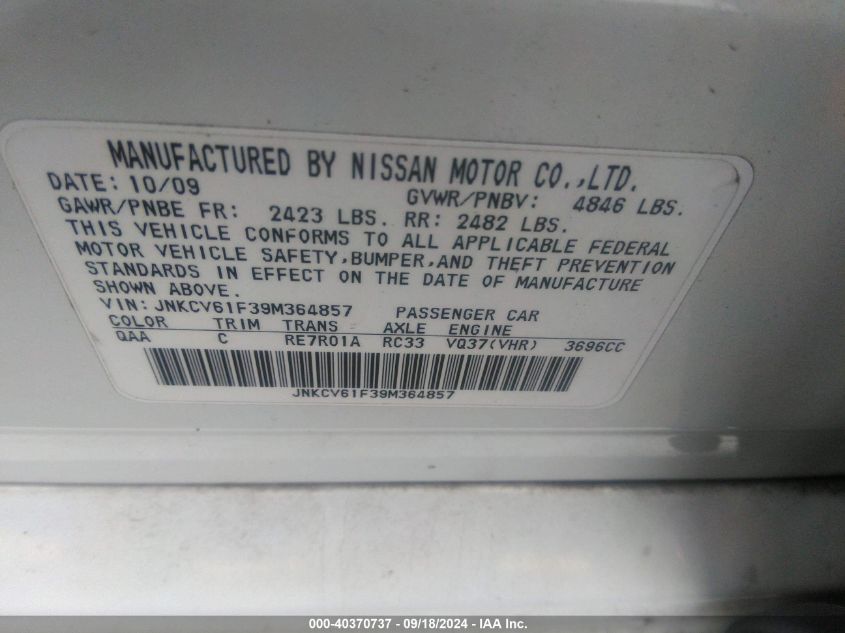 MANUFACTURED BY NISSAN MOTOR CO.,LTD.
DATE: 10/09 GVWR/PNBV: 4846 LBS.
GAWR/PNBE FR: 2423 LBS. RR: 2482 LBS.
THIS VEHICLE CONFORMS TO ALL APPLICABLE FEDERAL
MOTOR VEHICLE SAFETY,BUMPER,AND THEFT PREVENTION
STANDARDS IN EFFECT ON THE DATE OF MANUFACTURE
SHOWN ABOVE.
VIN: JNKCV61F39M364857 PASSENGER CAR
COLOR TRIM TRANS AXLE ENGINE
QAA C RE7R01A RC33 VQ37(VHR) 3696CC
JNKCV61F39M364857
000-40370737 - 09/18/2024 - IAA Inc.